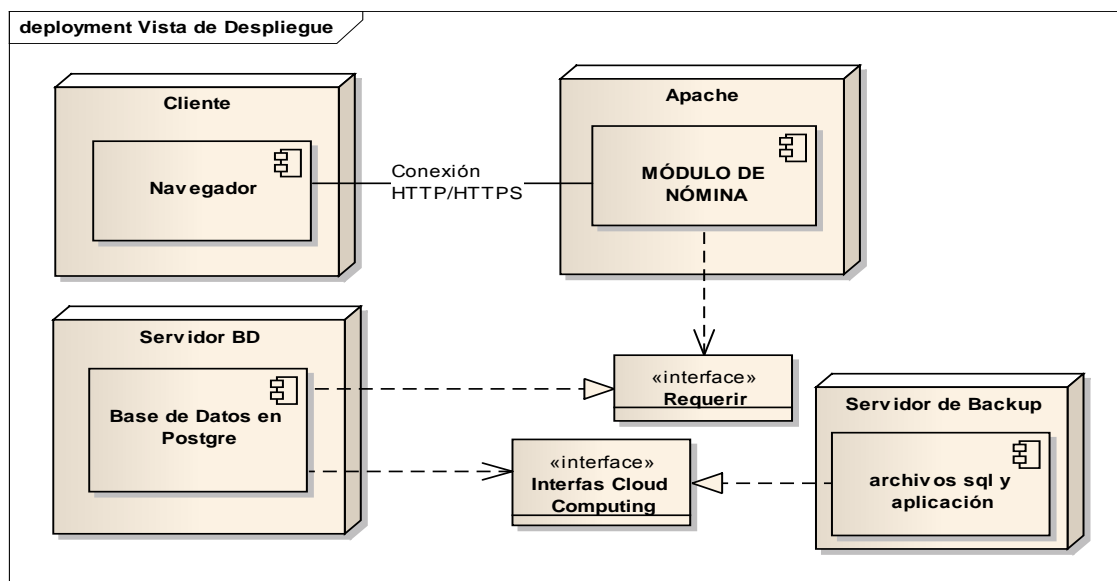 deployment Vista de Despliegue
Cliente
Navegador
Conexión
HTTP/HTTPS
Apache
MÓDULO DE
NÓMINA
Servidor BD
Base de Datos en
Postgre
«interface»
Requerir
«interface»
Interfas Cloud
Computing
Servidor de Backup
archivos sql y
aplicación